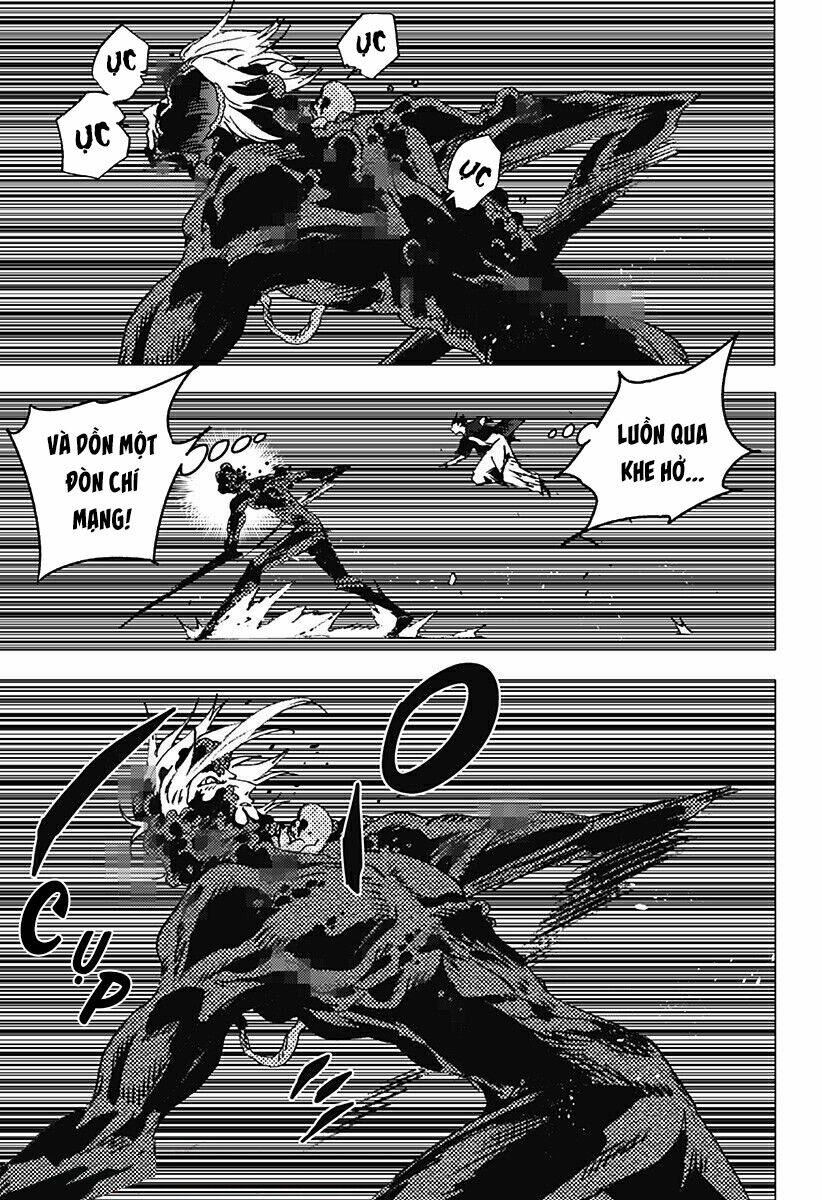 ỰC
ỰC
ỰC
ỰC
LUỒN QUA
KHE HỞ...
VÀ DỒN MỘT
ĐÒN CHÍ
MẠNG!
CỤP